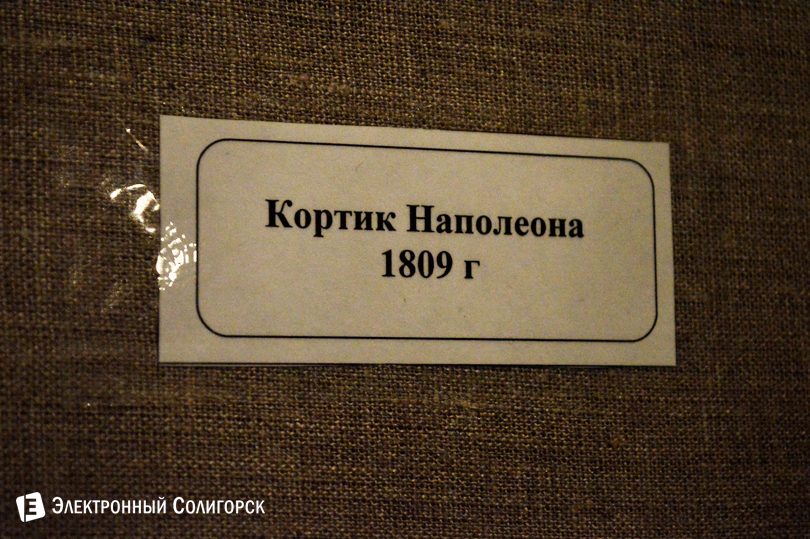 Кортик Наполеона
1809 г
Электронный Солигорск